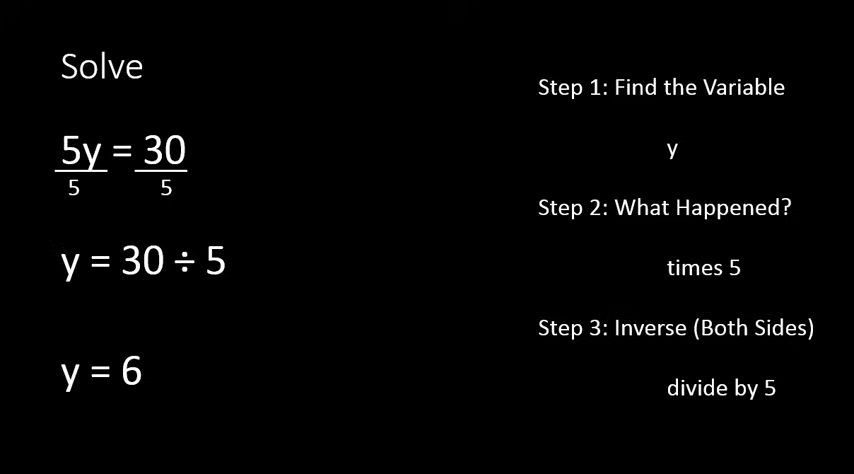 Solve
5y = 30
5 5
y = 30 ÷ 5
y = 6
Step 1: Find the Variable
y
Step 2: What Happened?
times 5
Step 3: Inverse (Both Sides)
divide by 5